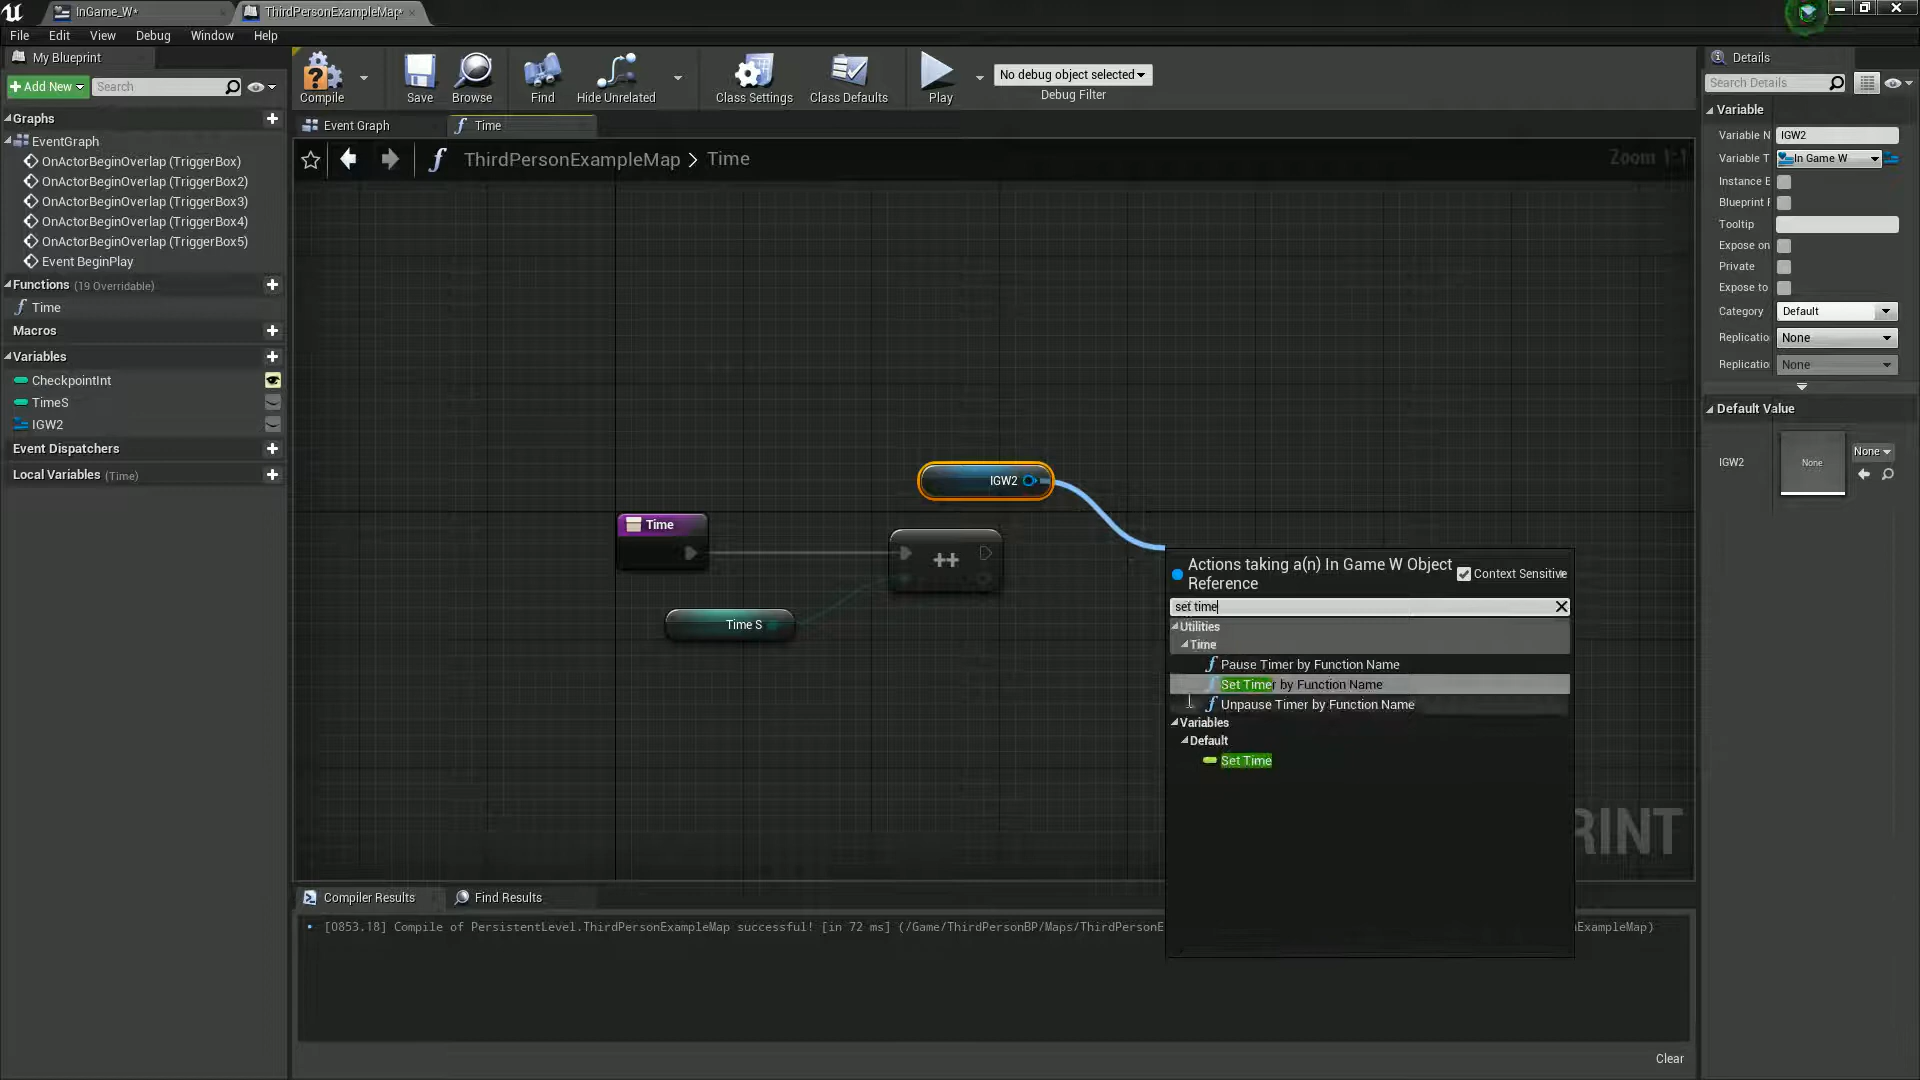 InGame_W*
ThirdPersonExampleMap*
File Edit View Debug Window Help
My Blueprint
Add New
Search
Compile
Save
Browse
Find
Hide Unrelated
Class Settings
Class Defaults
Play
No debug object selected
Debug Filter
Details
Search Details
Graphs
EventGraph
OnActorBeginOverlap (TriggerBox)
OnActorBeginOverlap (TriggerBox2)
OnActorBeginOverlap (TriggerBox3)
OnActorBeginOverlap (TriggerBox4)
OnActorBeginOverlap (TriggerBox5)
Event BeginPlay
Functions (19 Overridable)
Time
Macros
Variables
CheckpointInt
TimeS
IGW2
Event Dispatchers
Local Variables (Time)
Event Graph
Time
ThirdPersonExampleMap > Time
Zoom 1:1
IGW2
Time
++
Time S
Actions taking a(n) In Game W Object
Reference
Context Sensitive
set time
Utilities
Time
Pause Timer by Function Name
Set Timer by Function Name
Unpause Timer by Function Name
Variables
Default
Set Time
RINT
Variable
Variable N IGW2
Variable T In Game W
Instance E
Blueprint F
Tooltip
Expose on
Private
Expose to
Category Default
Replicatio None
Replicatio None
Default Value
IGW2
None
None
Compiler Results
Find Results
[0853.18] Compile of PersistentLevel.ThirdPersonExampleMap successful! [in 72 ms] (/Game/ThirdPersonBP/Maps/ThirdPersonE
ExampleMap)
Clear